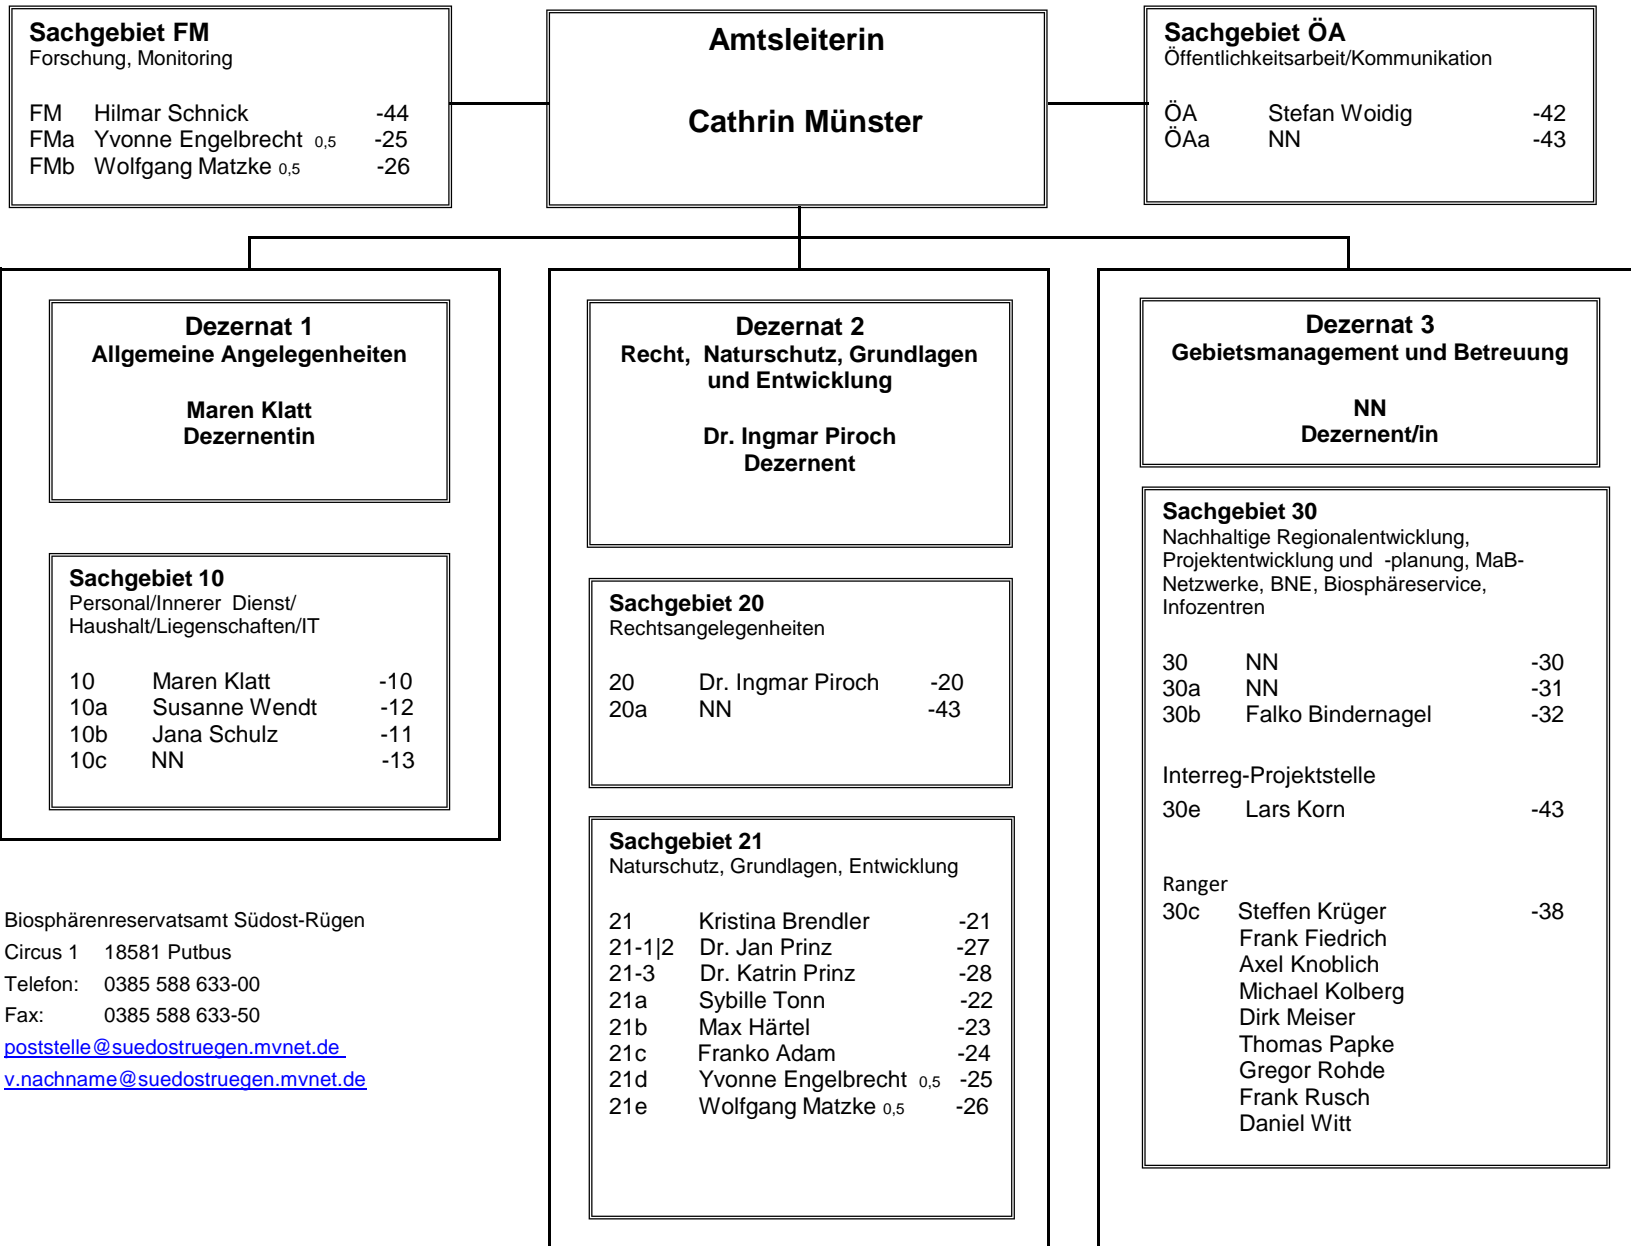 Sachgebiet FM
Forschung, Monitoring
FM Hilmar Schnick -44
FMa Yvonne Engelbrecht 0,5 -25
FMb Wolfgang Matzke 0,5 -26
Amtsleiterin
Cathrin Münster
Sachgebiet ÖA
Öffentlichkeitsarbeit/Kommunikation
ÖA Stefan Woidig -42
ÖAa NN -43
Dezernat 1
Allgemeine Angelegenheiten
Maren Klatt
Dezernentin
Sachgebiet 10
Personal/Innerer Dienst/
Haushalt/Liegenschaften/IT
10 Maren Klatt -10
10a Susanne Wendt -12
10b Jana Schulz -11
10c NN -13
Biosphärenreservatsamt Südost-Rügen
Circus 1 18581 Putbus
Telefon: 0385 588 633-00
Fax: 0385 588 633-50
poststelle@suedostruegen.mvnet.de
v.nachname@suedostruegen.mvnet.de
Dezernat 2
Recht, Naturschutz, Grundlagen
und Entwicklung
Dr. Ingmar Piroch
Dezernent
Sachgebiet 20
Rechtsangelegenheiten
20 Dr. Ingmar Piroch -20
20a NN -43
Sachgebiet 21
Naturschutz, Grundlagen, Entwicklung
21 Kristina Brendler -21
21-1|2 Dr. Jan Prinz -27
21-3 Dr. Katrin Prinz -28
21a Sybille Tonn -22
21b Max Härtel -23
21c Franko Adam -24
21d Yvonne Engelbrecht 0,5 -25
21e Wolfgang Matzke 0,5 -26
Dezernat 3
Gebietsmanagement und Betreuung
NN
Dezernent/in
Sachgebiet 30
Nachhaltige Regionalentwicklung,
Projektentwicklung und -planung, MaB-
Netzwerke, BNE, Biosphäreservice,
Infozentren
30 NN -30
30a NN -31
30b Falko Bindernagel -32
Interreg-Projektstelle
30e Lars Korn -43
Ranger
30c Steffen Krüger -38
Frank Fiedrich
Axel Knoblich
Michael Kolberg
Dirk Meiser
Thomas Papke
Gregor Rohde
Frank Rusch
Daniel Witt